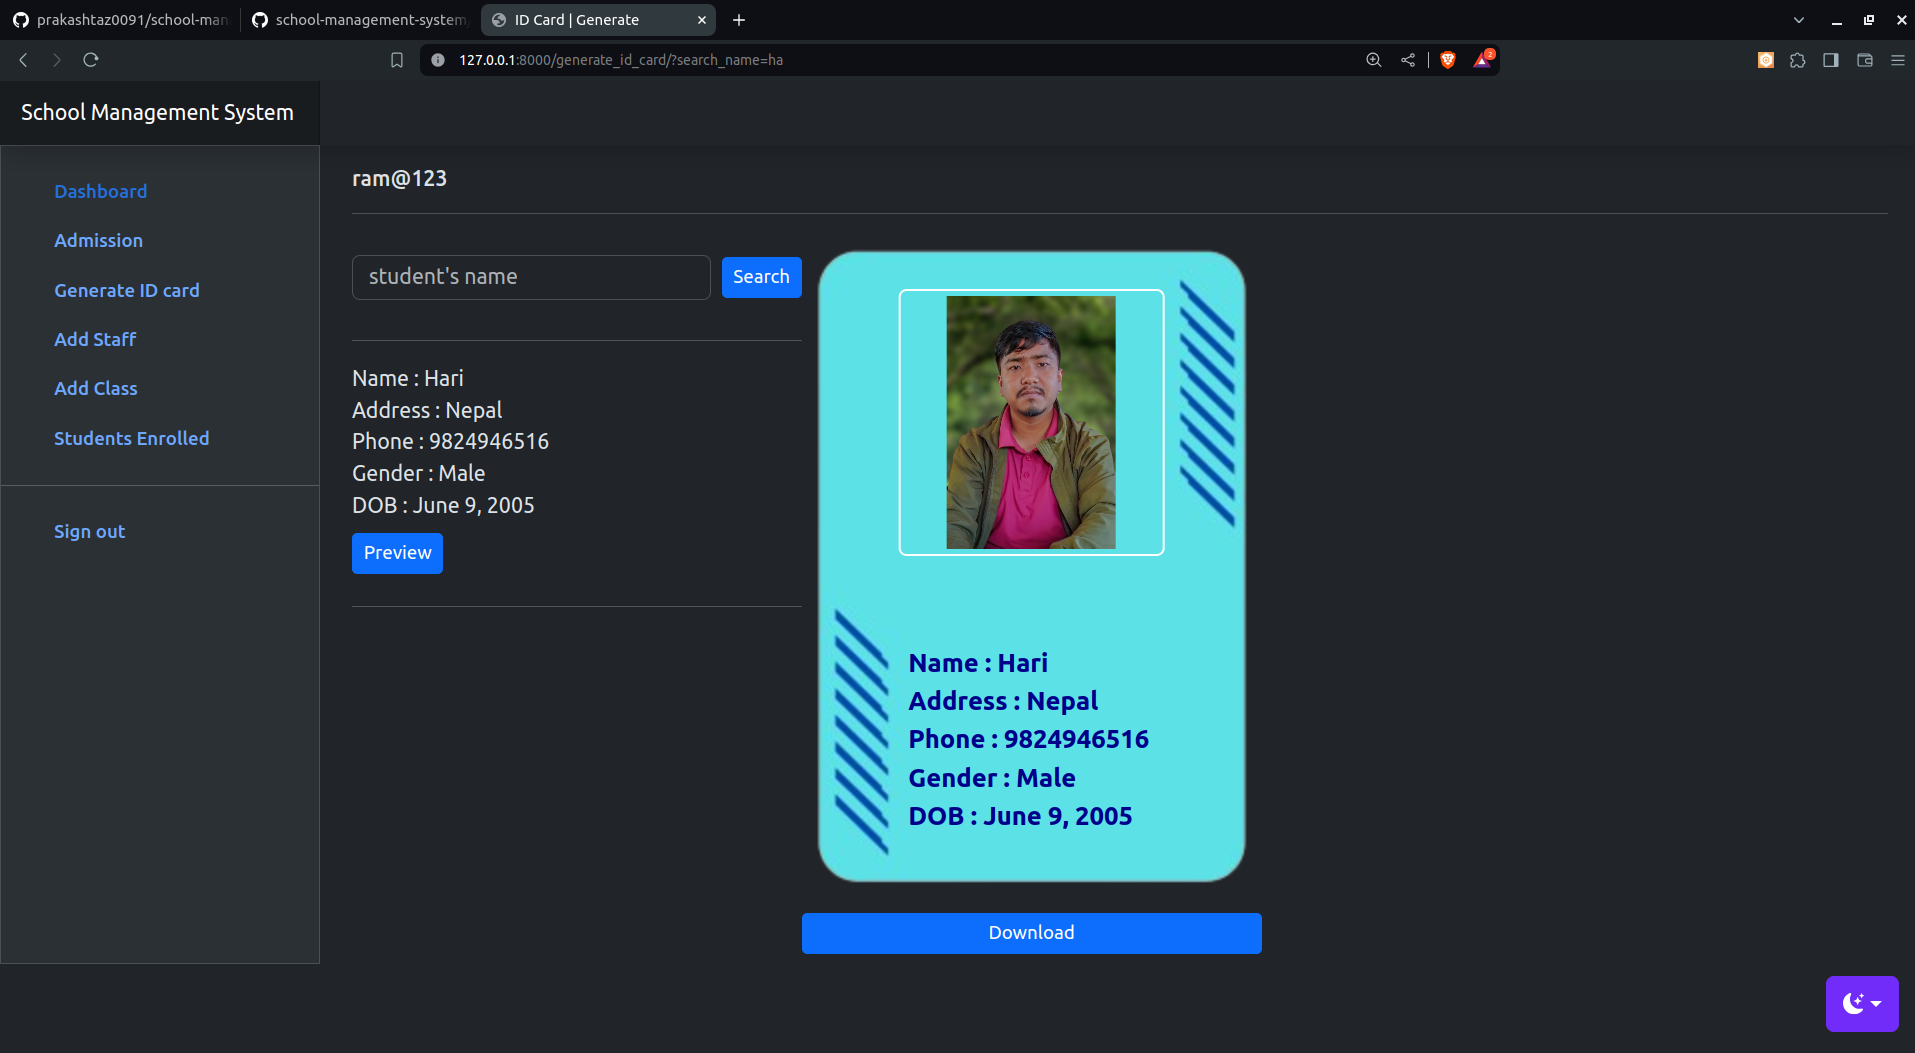 prakashtaz0091/school-man
school-management-system/
ID Card | Generate
127.0.0.1:8000/generate_id_card/?search_name=ha
2
School Management System
ram@123
Dashboard
Admission
Generate ID card
Add Staff
Add Class
Students Enrolled
Sign out
student's name
Search
Name : Hari
Address : Nepal
Phone : 9824946516
Gender : Male
DOB : June 9, 2005
Preview
Name : Hari
Address : Nepal
Phone : 9824946516
Gender : Male
DOB : June 9, 2005
Download